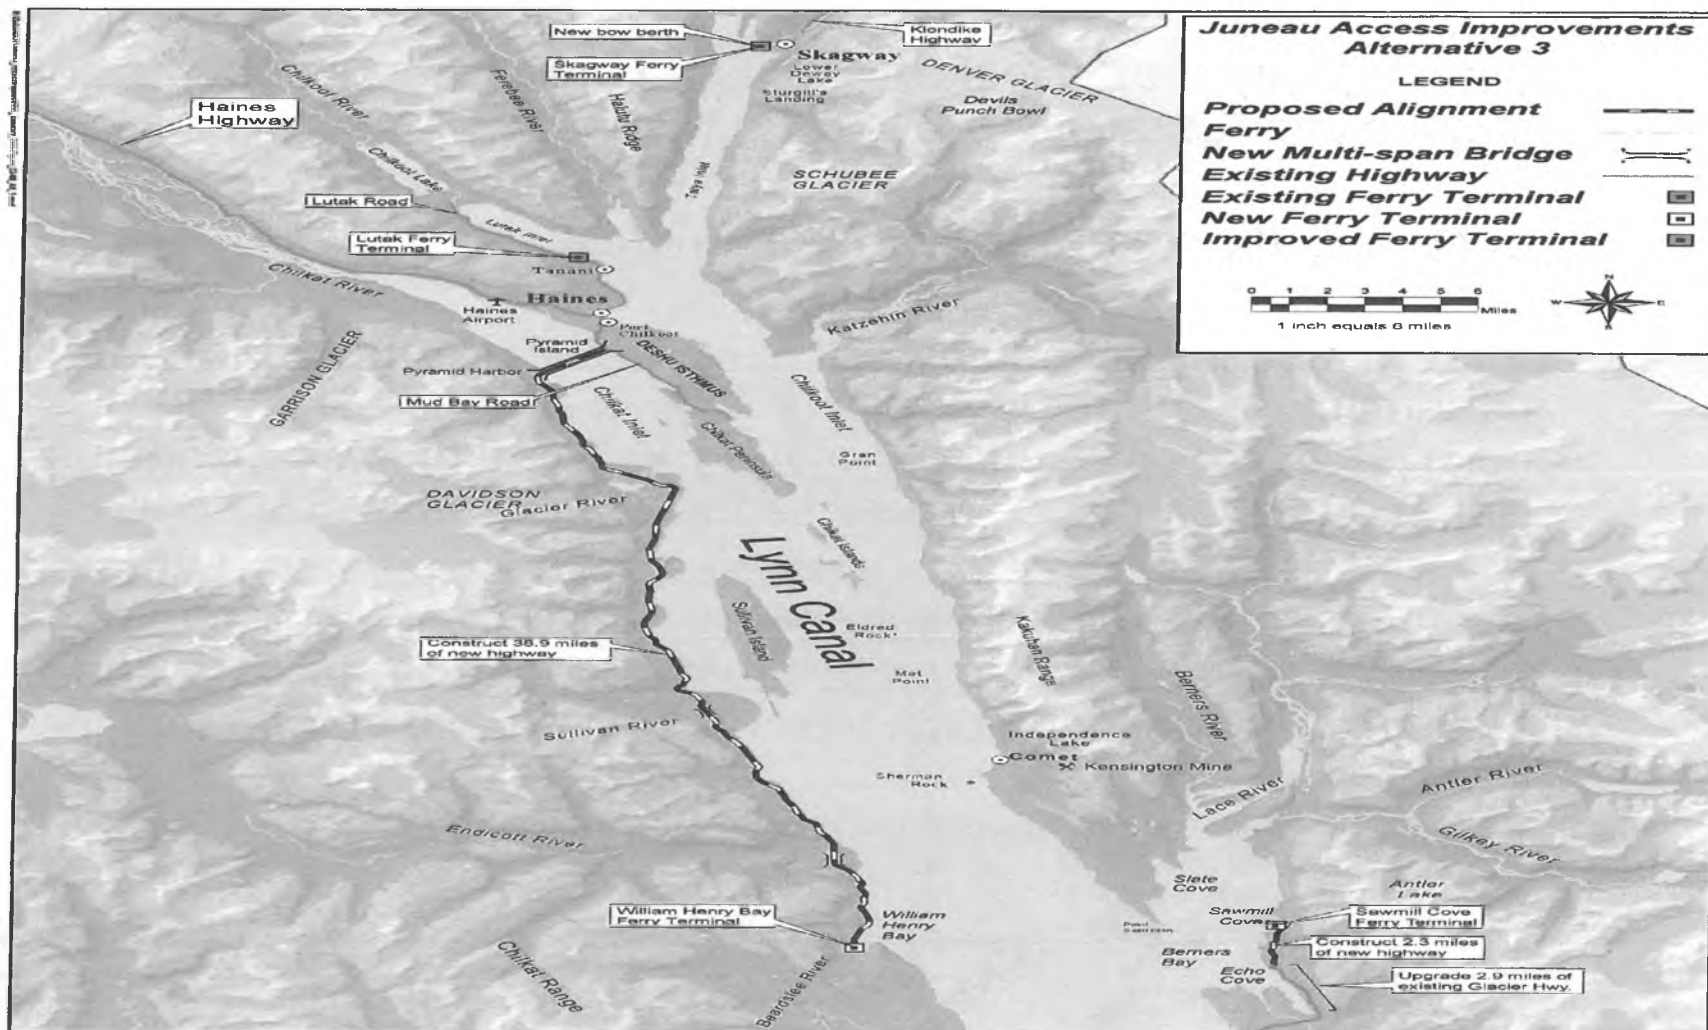 Juneau Access Improvements
Alternative 3
LEGEND
Proposed Alignment
Ferry
New Multi-span Bridge
Existing Highway
Existing Ferry Terminal
New Ferry Terminal
Improved Ferry Terminal
0 1 2 3 4 5 6
Miles
1 inch equals 6 miles
N
W
E
S
New bow berth
Klondike
Highway
Skagway
Skagway Ferry
Terminal
Lower
Dewey
Lake
Sturgill's
Landing
DENVER GLACIER
Devils
Punch Bowl
Haines
Highway
Chilkoot River
Ferebee River
Halutu Ridge
Taiya Inlet
SCHUBEE
GLACIER
Chilkoot Lake
Lutak Road
Lutak Inlet
Lutak Ferry
Terminal
Tanani
Chilkat River
Haines
Haines
Airport
Port
Chilkoot
Katzehin River
Pyramid
Island
DESHU ISTHMUS
Pyramid Harbor
Mud Bay Road
GARRISON GLACIER
Chilkat Inlet
Chilkoot Inlet
Chilkat Peninsula
Gran
Point
DAVIDSON
GLACIER
Glacier River
Chilkat Islands
Lynn Canal
Sullivan Island
Eldred
Rock
Kakuhan Range
Construct 38.9 miles
of new highway
Met
Point
Berners River
Sullivan River
Independence
Lake
Comet
Kensington Mine
Sherman
Rock
Lace River
Antler River
Gilkey River
Endicott River
Slate
Cove
Antler
Lake
William Henry Bay
Ferry Terminal
William
Henry
Bay
Sawmill
Cove
Sawmill Cove
Ferry Terminal
Construct 2.3 miles
of new highway
Berners
Bay
Echo
Cove
Upgrade 2.9 miles of
existing Glacier Hwy.
Chilkat Range
Beardslee River